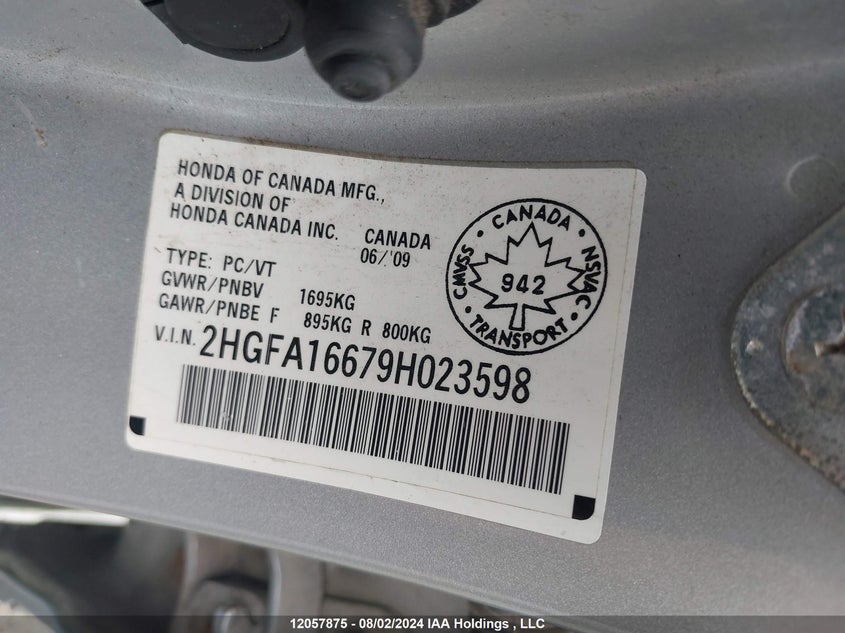 HONDA OF CANADA MFG.,
A DIVISION OF
HONDA CANADA INC. CANADA
06/'09
TYPE: PC/VT
GVWR/PNBV 1695KG
GAWR/PNBE F 895KG R 800KG
V.I.N. 2HGFA16679H023598
CANADA
CMVSS • NSVAC
942
TRANSPORT
12057875 - 08/02/2024 IAA Holdings , LLC